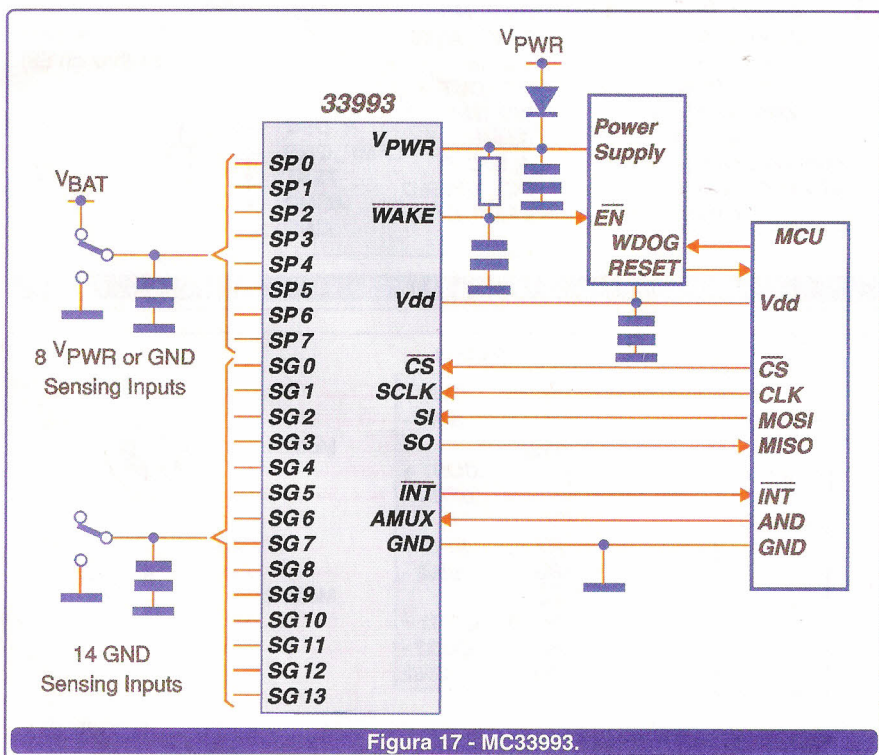 VPWR
33993
VPWR
WAKE
Vdd
CS
SCLK
SI
SO
INT
AMUX
GND
SP0
SP1
SP2
SP3
SP4
SP5
SP6
SP7
SG0
SG1
SG2
SG3
SG4
SG5
SG6
SG7
SG8
SG9
SG10
SG11
SG12
SG13
VBAT
8 VPWR or GND
Sensing Inputs
14 GND
Sensing Inputs
Power
Supply
EN
WDOG
RESET
MCU
Vdd
CS
CLK
MOSI
MISO
INT
AND
GND
Figura 17 - MC33993.